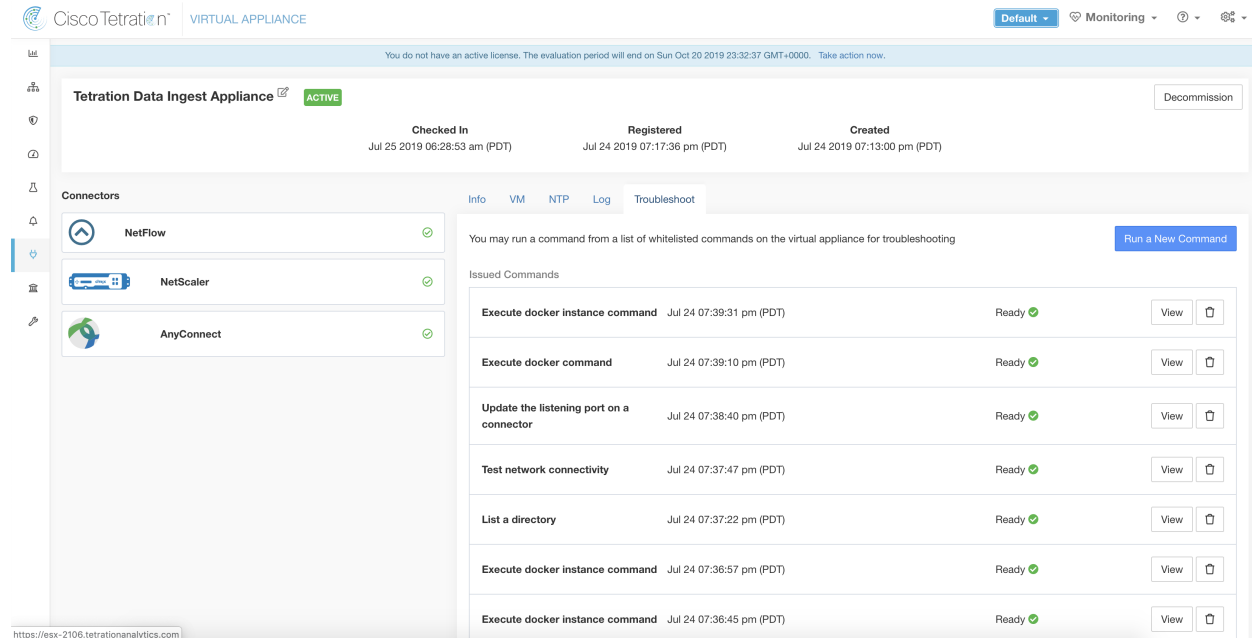 Cisco Tetration™
VIRTUAL APPLIANCE
Default
Monitoring
You do not have an active license. The evaluation period will end on Sun Oct 20 2019 23:32:37 GMT+0000. Take action now.
Tetration Data Ingest Appliance
ACTIVE
Decommission
Checked In
Registered
Created
Jul 25 2019 06:28:53 am (PDT)
Jul 24 2019 07:17:36 pm (PDT)
Jul 24 2019 07:13:00 pm (PDT)
Connectors
NetFlow
NetScaler
AnyConnect
Info
VM
NTP
Log
Troubleshoot
You may run a command from a list of whitelisted commands on the virtual appliance for troubleshooting
Run a New Command
Issued Commands
Execute docker instance command Jul 24 07:39:31 pm (PDT) Ready View
Execute docker command Jul 24 07:39:10 pm (PDT) Ready View
Update the listening port on a
connector
Jul 24 07:38:40 pm (PDT) Ready View
Test network connectivity Jul 24 07:37:47 pm (PDT) Ready View
List a directory Jul 24 07:37:22 pm (PDT) Ready View
Execute docker instance command Jul 24 07:36:57 pm (PDT) Ready View
Execute docker instance command Jul 24 07:36:45 pm (PDT) Ready View
https://esx-2106.tetrationanalytics.com